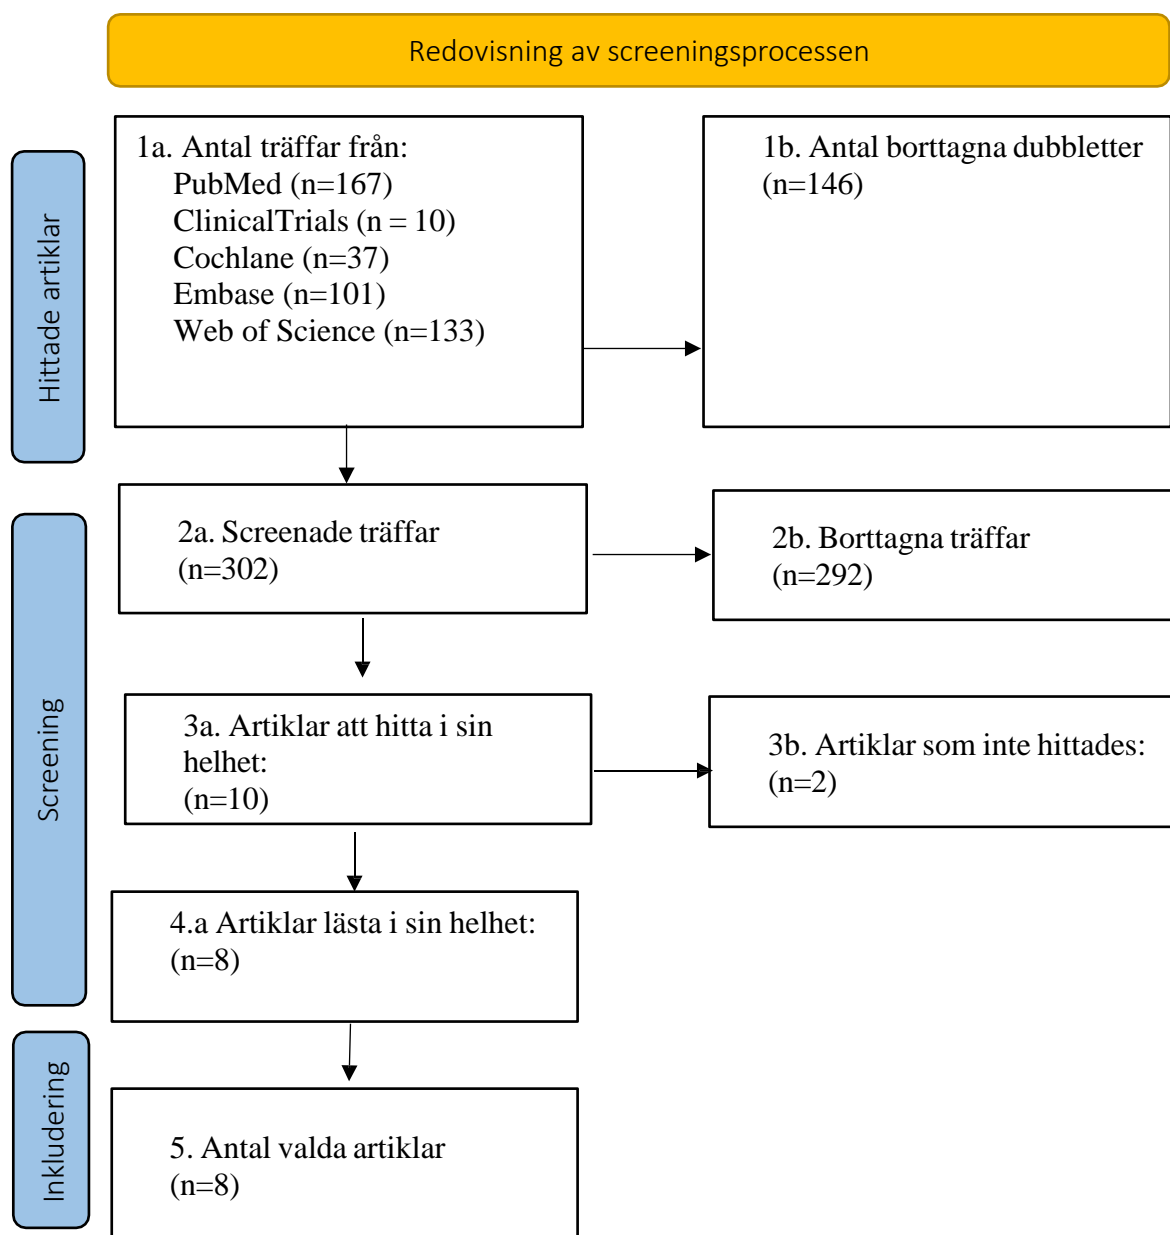 Redovisning av screeningsprocessen
Hittade artiklar
1a. Antal träffar från:
PubMed (n=167)
ClinicalTrials (n = 10)
Cochlane (n=37)
Embase (n=101)
Web of Science (n=133)
1b. Antal borttagna dubbletter
(n=146)
Screening
2a. Screenade träffar
(n=302)
2b. Borttagna träffar
(n=292)
3a. Artiklar att hitta i sin
helhet:
(n=10)
3b. Artiklar som inte hittades:
(n=2)
4.a Artiklar lästa i sin helhet:
(n=8)
Inkludering
5. Antal valda artiklar
(n=8)